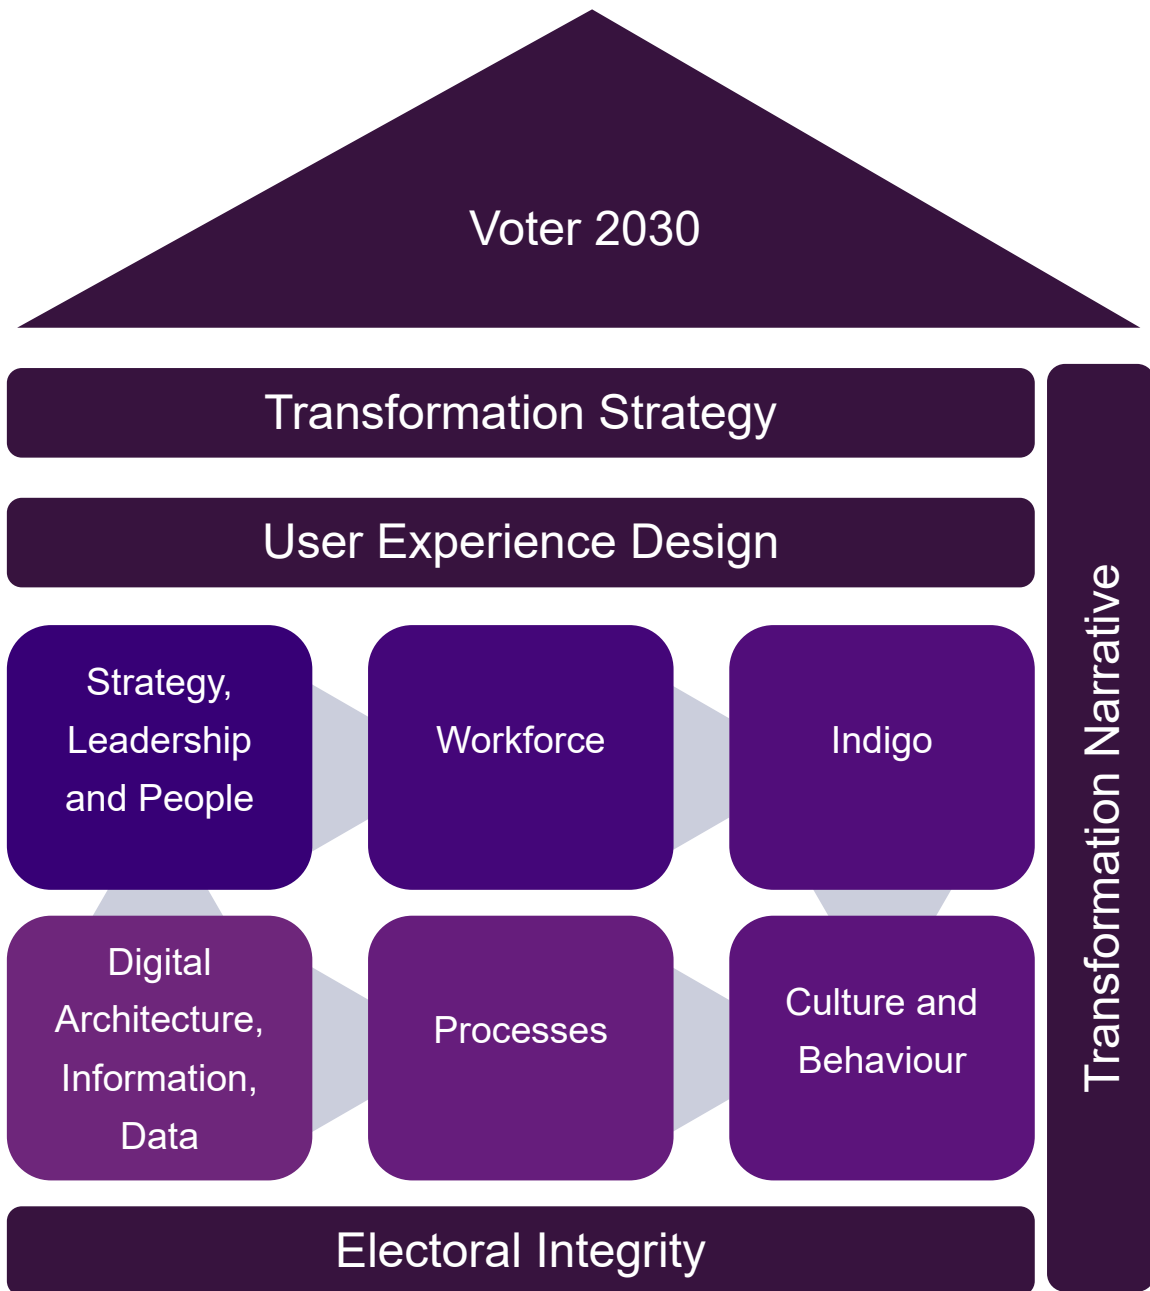 Voter 2030
Transformation Strategy
User Experience Design
Strategy,
Leadership
and People
Workforce
Indigo
Digital
Architecture,
Information,
Data
Processes
Culture and
Behaviour
Electoral Integrity
Transformation Narrative